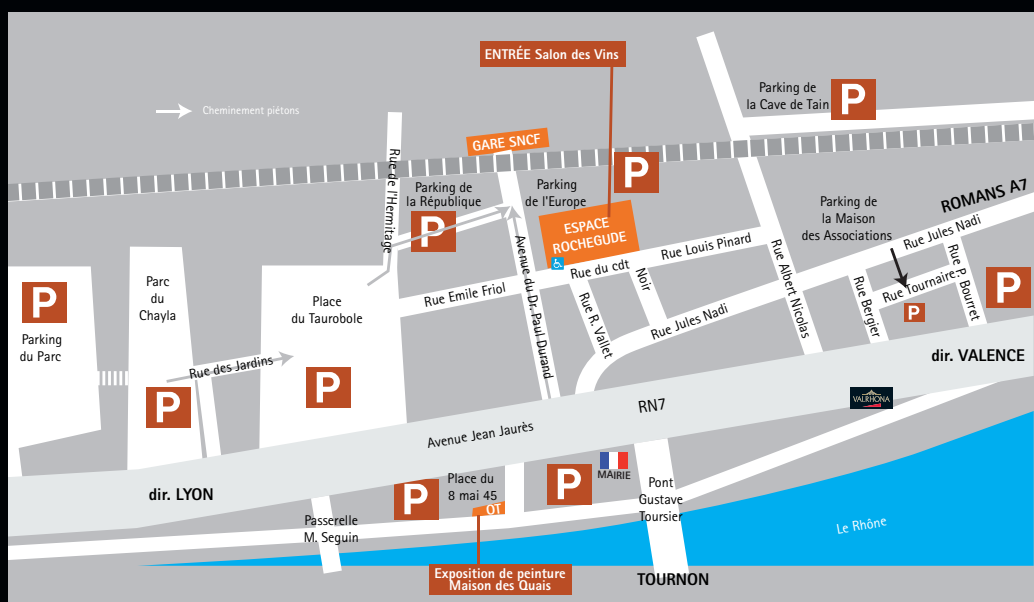 ENTRÉE Salon des Vins
Parking de
la Cave de Tain
P
Cheminement piétons
GARE SNCF
Rue de l'Hermitage
Parking de
la République
P
Parking
de l'Europe
P
ESPACE
ROCHEGUDE
Parking
de la Maison
des Associations
ROMANS A7
Rue Jules Nadi
Rue Louis Pinard
Rue du cdt
Noir
Rue Emile Friol
Avenue du Dr. Paul Durand
Rue R. Vallet
Rue Jules Nadi
Rue Albert Nicolas
Rue Bergier
Rue Tournaire
P
Rue P. Bourret
P
P
Parking
du Parc
Parc
du
Chayla
P
Rue des Jardins
Place
du Taurobole
P
dir. VALENCE
VALRHONA
RN7
Avenue Jean Jaurès
dir. LYON
P
Place du
8 mai 45
OT
P
MAIRIE
Pont
Gustave
Toursier
Passerelle
M. Seguin
Le Rhône
Exposition de peinture
Maison des Quais
TOURNON